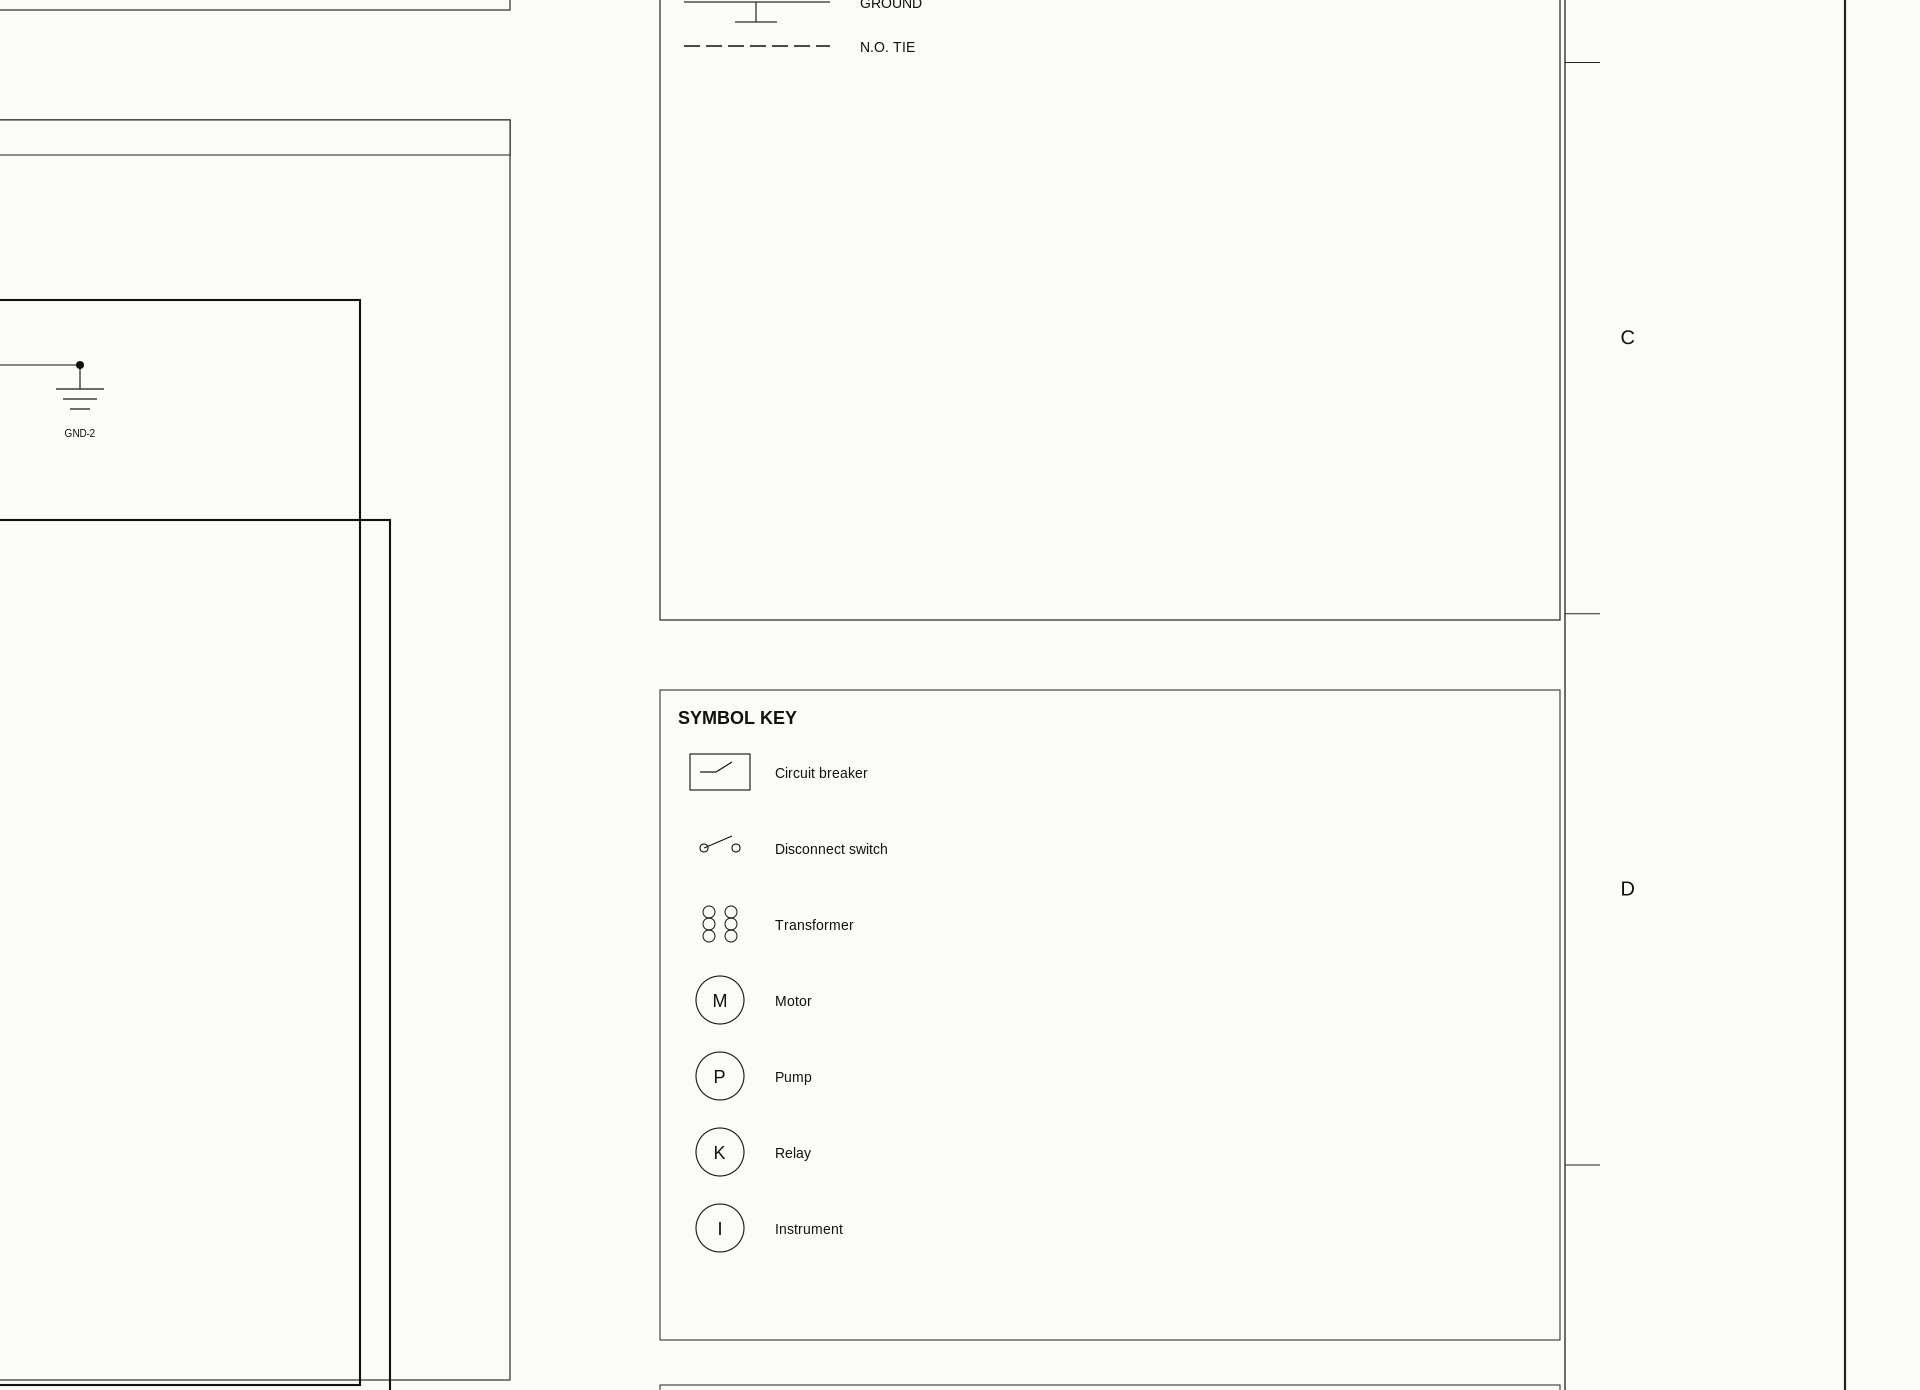 GROUND
N.O. TIE
C
GND-2
SYMBOL KEY
Circuit breaker
Disconnect switch
D
Transformer
M Motor
P Pump
K Relay
I Instrument